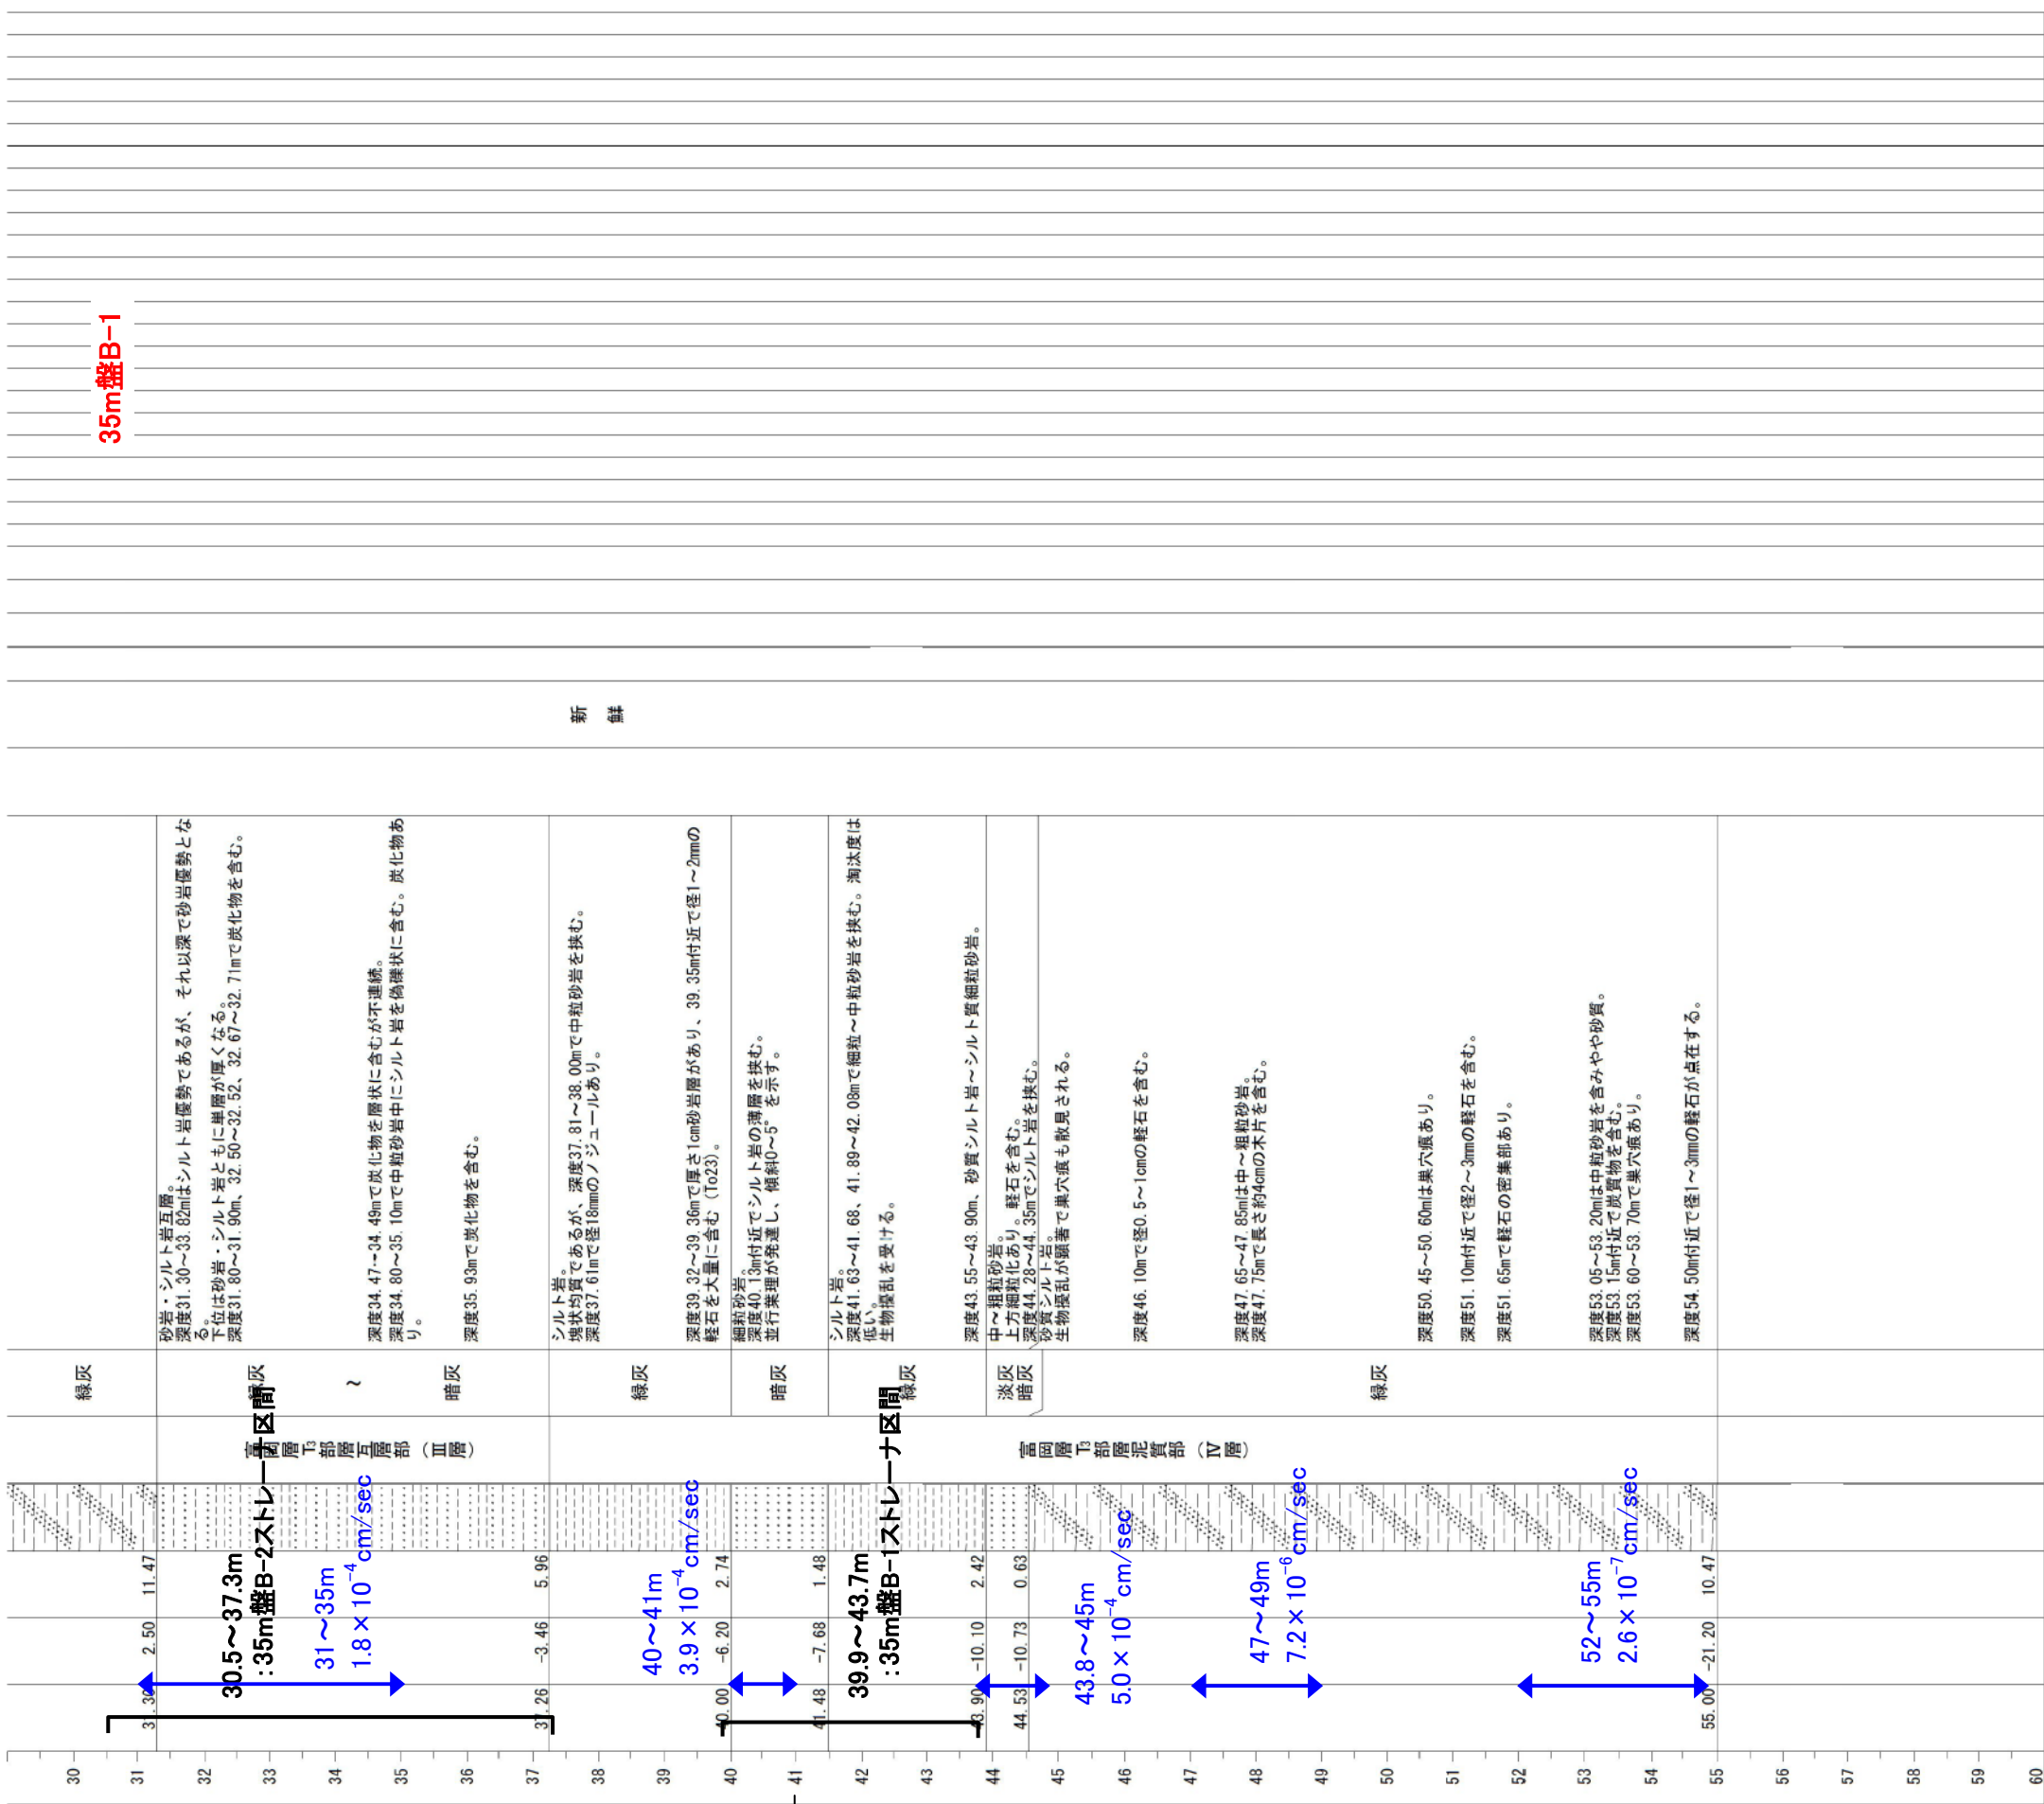 35m盤B-1
30
31
32
33
34
35
36
37
38
39
40
41
42
43
44
45
46
47
48
49
50
51
52
53
54
55
56
57
58
59
60
31.30
37.26
40.00
41.48
43.90
44.53
55.00
2.50
-3.46
-6.20
-7.68
-10.10
-10.73
-21.20
11.47
5.96
2.74
1.48
2.42
0.63
10.47
30.5～37.3m
:35m盤B-2ストレーナ区間
31～35m
1.8×10⁻⁴cm/sec
40～41m
3.9×10⁻⁴cm/sec
39.9～43.7m
:35m盤B-1ストレーナ区間
43.8～45m
5.0×10⁻⁴cm/sec
47～49m
7.2×10⁻⁶cm/sec
52～55m
2.6×10⁻⁷cm/sec
富岡層T3部層互層部（Ⅲ層）
富岡層T3部層泥質部（Ⅳ層）
緑灰
緑灰
～
暗灰
緑灰
暗灰
緑灰
淡灰
暗灰
緑灰
砂岩・シルト岩互層。
深度31.30～33.82mはシルト岩優勢であるが、それ以深で砂岩優勢とな
る。
下位は砂岩・シルト岩ともに単層が厚くなる。
深度31.80～31.90m、32.50～32.52、32.67～32.71mで炭化物を含む。
深度34.47～34.49mで炭化物を層状に含むが不連続。
深度34.80～35.10mで中粒砂岩中にシルト岩を偽礫状に含む。炭化物あ
り。
深度35.93mで炭化物を含む。
シルト岩。
塊状均質であるが、深度37.81～38.00mで中粒砂岩を挟む。
深度37.61mで径18mmのノジュールあり。
深度39.32～39.36mで厚さ1cm砂岩層があり、39.35m付近で径1～2mmの
軽石を大量に含む（To23）。
細粒砂岩。
深度40.13m付近でシルト岩の薄層を挟む。
並行葉理が発達し、傾斜0～5°を示す。
シルト岩。
深度41.63～41.68、41.89～42.08mで細粒～中粒砂岩を挟む。淘汰度は
低い。
生物擾乱を受ける。
深度43.55～43.90m、砂質シルト岩～シルト質細粒砂岩。
中～粗粒砂岩。
上方細粒化あり。軽石を含む。
深度44.28～44.35mでシルト岩を挟む。
砂質シルト岩。
生物擾乱が顕著で巣穴痕も散見される。
深度46.10mで径0.5～1cmの軽石を含む。
深度47.65～47.85mは中～粗粒砂岩。
深度47.75mで長さ約4cmの木片を含む。
深度50.45～50.60mは巣穴痕あり。
深度51.10m付近で径2～3mmの軽石を含む。
深度51.65mで軽石の密集部あり。
深度53.05～53.20mは中粒砂岩を含みやや砂質。
深度53.15m付近で炭質物を含む。
深度53.60～53.70mで巣穴痕あり。
深度54.50m付近で径1～3mmの軽石が点在する。
新鮮